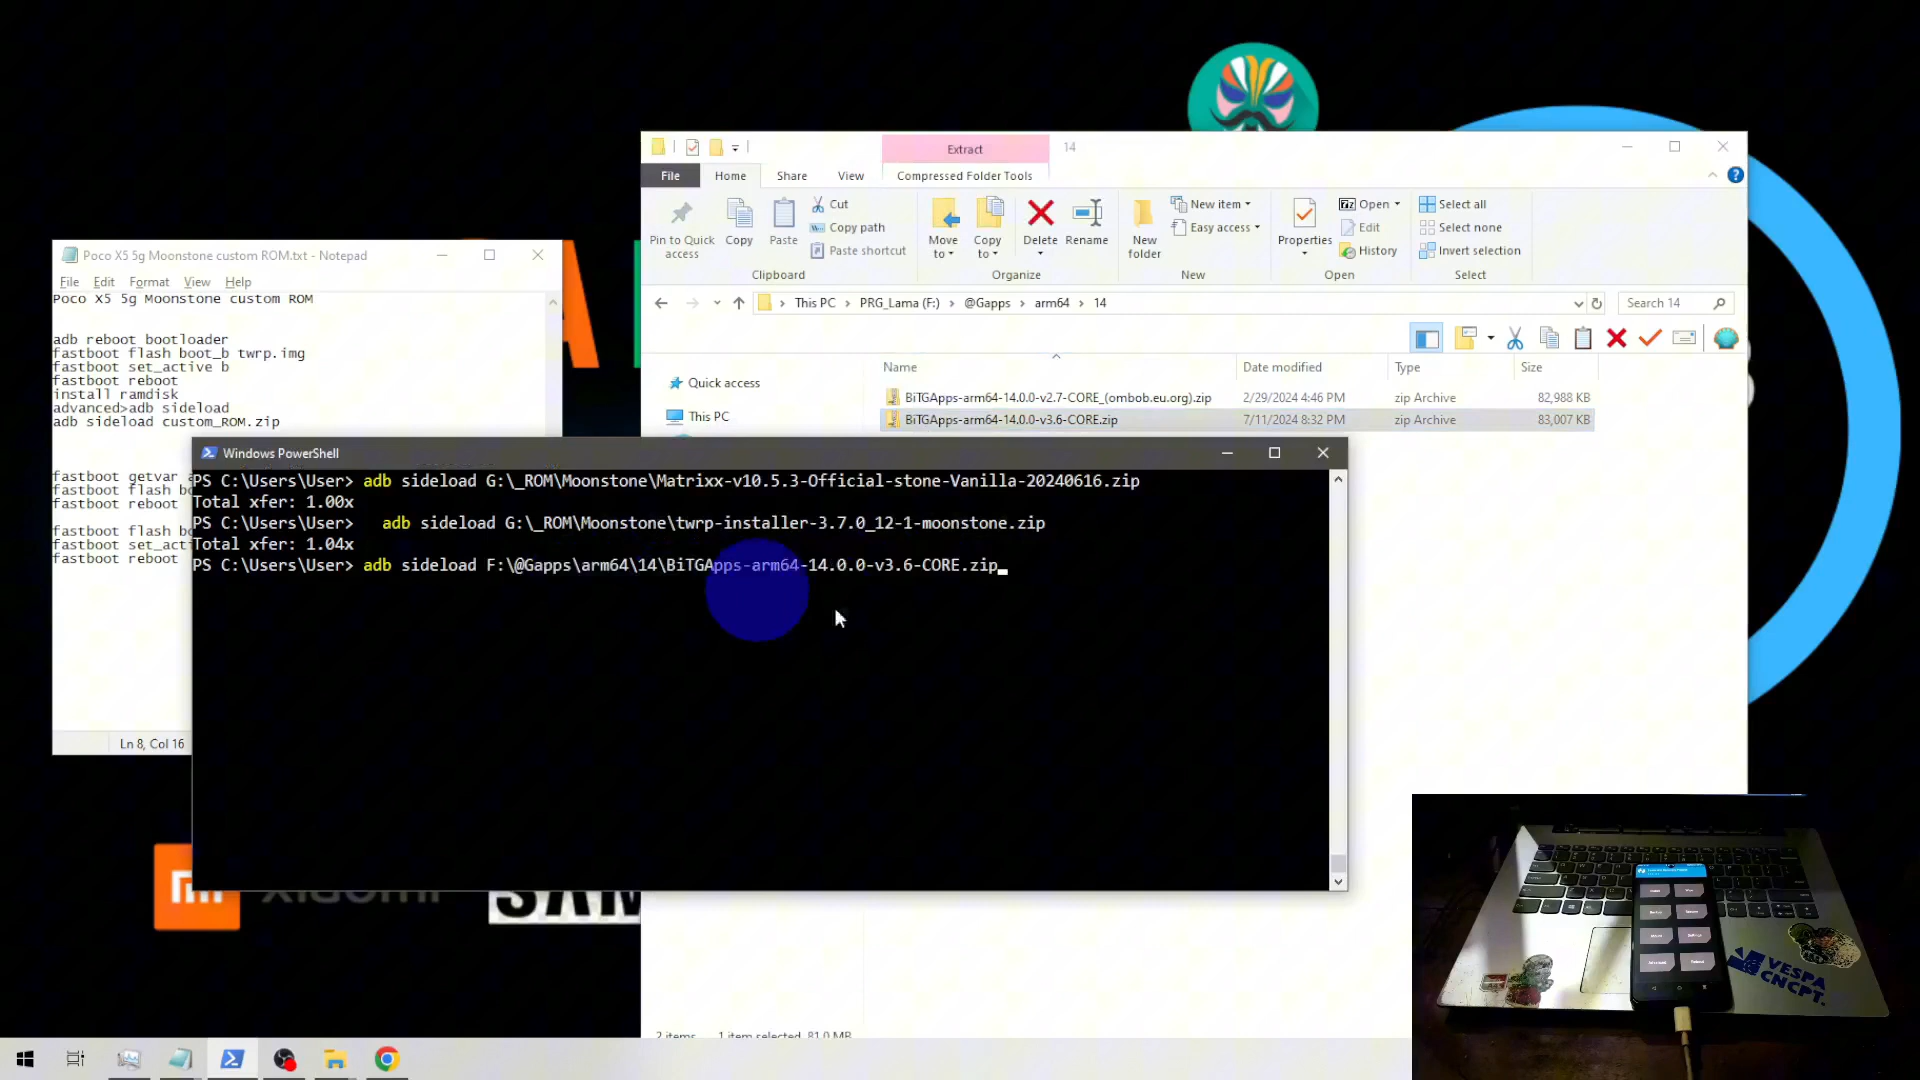 Extract
14
File
Home
Share
View
Compressed Folder Tools
Pin to Quick access
Copy
Paste
Cut
Copy path
Paste shortcut
Clipboard
Move to
Copy to
Delete
Rename
Organize
New folder
New item
Easy access
New
Properties
Open
Edit
History
Open
Select all
Select none
Invert selection
Select
This PC > PRG_Lama (F:) > @Gapps > arm64 > 14
Search 14
Name
Date modified
Type
Size
Quick access
This PC
BiTGApps-arm64-14.0.0-v2.7-CORE_(ombob.eu.org).zip 2/29/2024 4:46 PM zip Archive 82,988 KB
BiTGApps-arm64-14.0.0-v3.6-CORE.zip 7/11/2024 8:32 PM zip Archive 83,007 KB
Poco X5 5g Moonstone custom ROM.txt - Notepad
File Edit Format View Help
Poco X5 5g Moonstone custom ROM
adb reboot bootloader
fastboot flash boot_b twrp.img
fastboot set_active b
fastboot reboot
install ramdisk
advanced>adb sideload
adb sideload custom_ROM.zip
fastboot getvar
fastboot flash
fastboot reboot
fastboot flash
fastboot
fastboot reboot
Ln 8, Col 16
Windows PowerShell
PS C:\Users\User> adb sideload G:\_ROM\Moonstone\Matrixx-v10.5.3-Official-stone-Vanilla-20240616.zip
Total xfer: 1.00x
PS C:\Users\User>   adb sideload G:\_ROM\Moonstone\twrp-installer-3.7.0_12-1-moonstone.zip
Total xfer: 1.04x
PS C:\Users\User> adb sideload F:\@Gapps\arm64\14\BiTGApps-arm64-14.0.0-v3.6-CORE.zip
2 items 1 item selected 81.0 MB
VESPA
CNCPT.